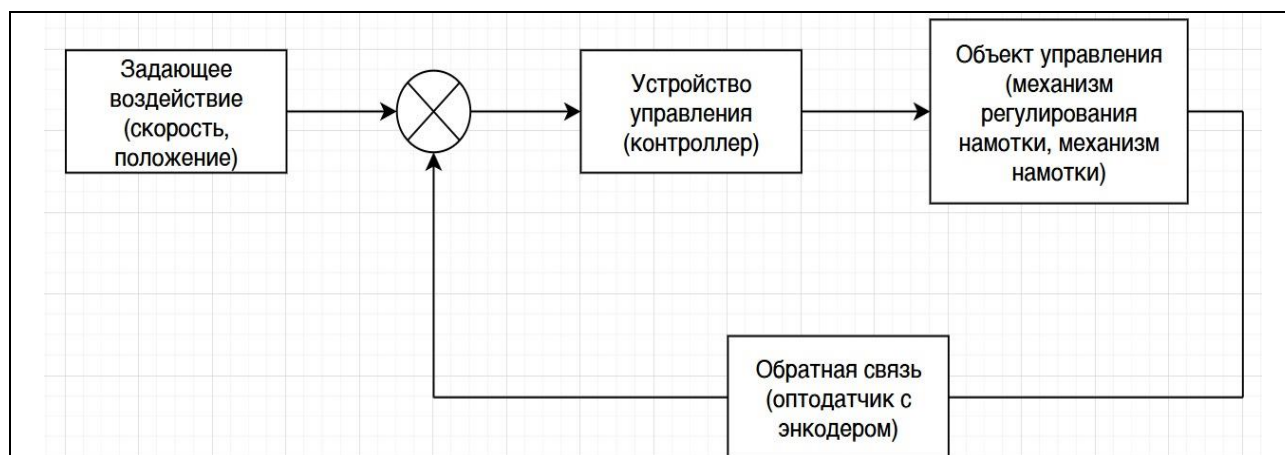 Задающее
воздействие
(скорость,
положение)
Устройство
управления
(контроллер)
Объект управления
(механизм
регулирования
намотки, механизм
намотки)
Обратная связь
(оптодатчик с
энкодером)